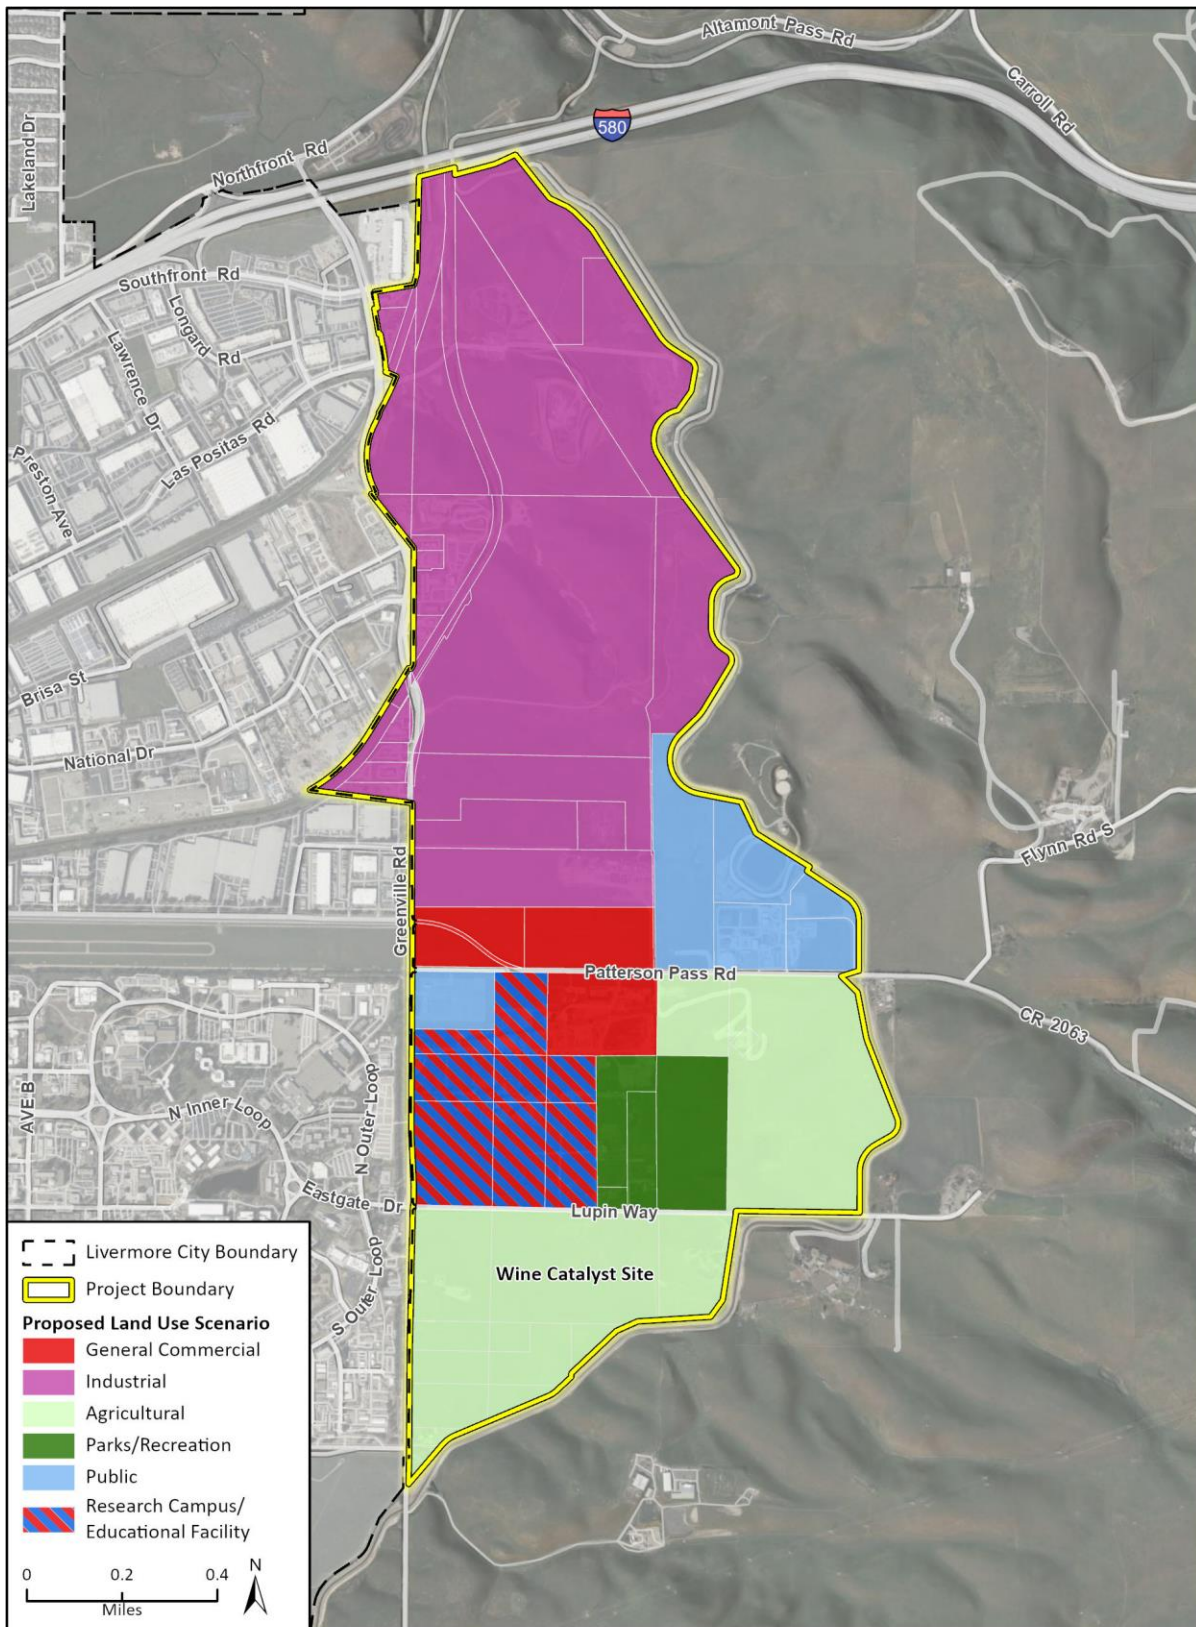 Altamont Pass Rd
Carroll Rd
580
Lakeland Dr
Northfront Rd
Southfront Rd
Longard Rd
Lawrence Dr
Las Positas Rd
Preston Ave
Brisa St
National Dr
Flynn Rd S
Greenville Rd
Patterson Pass Rd
CR 2063
AVE B
N Inner Loop
N Outer Loop
Eastgate Dr
Lupin Way
S Outer Loop
Wine Catalyst Site
Livermore City Boundary
Project Boundary
Proposed Land Use Scenario
General Commercial
Industrial
Agricultural
Parks/Recreation
Public
Research Campus/
Educational Facility
0 0.2 0.4
Miles
N